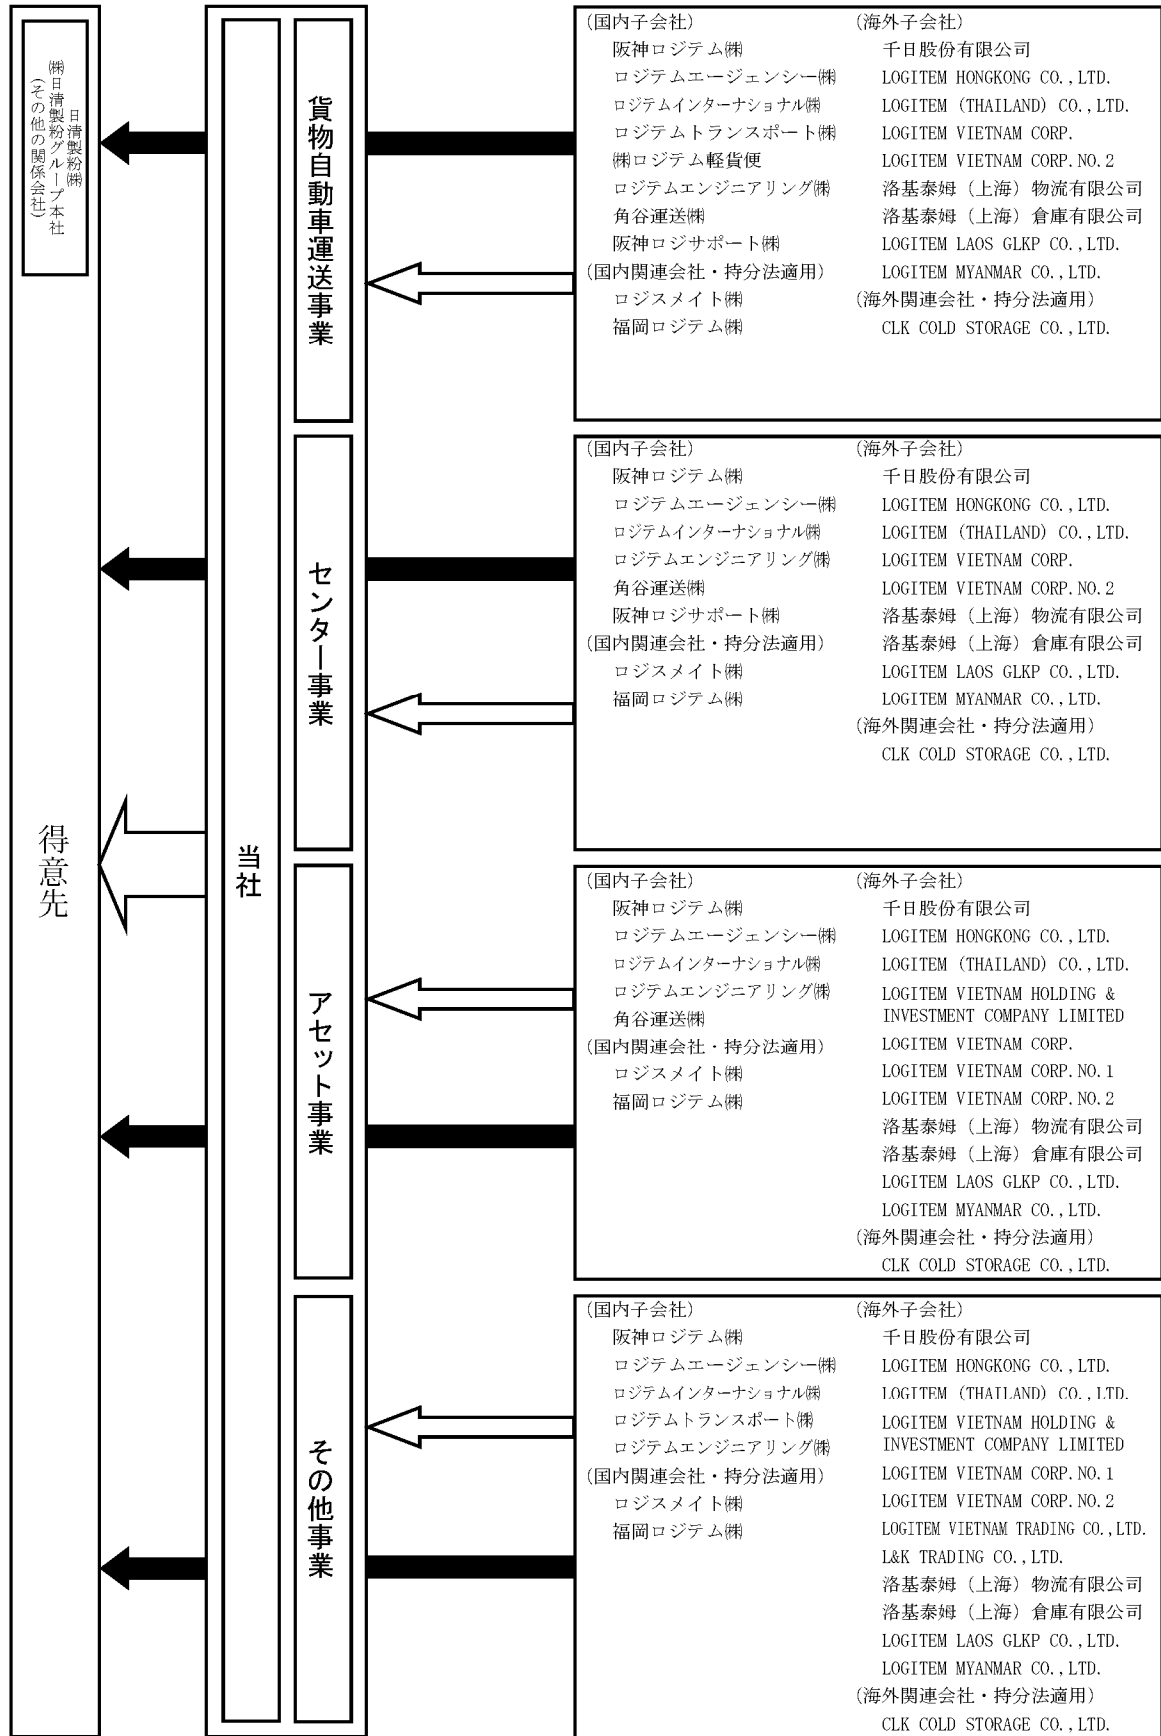 日清製粉㈱
㈱日清製粉グループ本社
(その他の関係会社)
得意先
当社
貨物自動車運送事業
(国内子会社)
阪神ロジテム㈱
ロジテムエージェンシー㈱
ロジテムインターナショナル㈱
ロジテムトランスポート㈱
㈱ロジテム軽貨便
ロジテムエンジニアリング㈱
角谷運送㈱
阪神ロジサポート㈱
(国内関連会社・持分法適用)
ロジスメイト㈱
福岡ロジテム㈱
(海外子会社)
千日股份有限公司
LOGITEM HONGKONG CO.,LTD.
LOGITEM (THAILAND) CO.,LTD.
LOGITEM VIETNAM CORP.
LOGITEM VIETNAM CORP.NO.2
洛基泰姆（上海）物流有限公司
洛基泰姆（上海）倉庫有限公司
LOGITEM LAOS GLKP CO.,LTD.
LOGITEM MYANMAR CO.,LTD.
(海外関連会社・持分法適用)
CLK COLD STORAGE CO.,LTD.
センター事業
(国内子会社)
阪神ロジテム㈱
ロジテムエージェンシー㈱
ロジテムインターナショナル㈱
ロジテムエンジニアリング㈱
角谷運送㈱
阪神ロジサポート㈱
(国内関連会社・持分法適用)
ロジスメイト㈱
福岡ロジテム㈱
(海外子会社)
千日股份有限公司
LOGITEM HONGKONG CO.,LTD.
LOGITEM (THAILAND) CO.,LTD.
LOGITEM VIETNAM CORP.
LOGITEM VIETNAM CORP.NO.2
洛基泰姆（上海）物流有限公司
洛基泰姆（上海）倉庫有限公司
LOGITEM LAOS GLKP CO.,LTD.
LOGITEM MYANMAR CO.,LTD.
(海外関連会社・持分法適用)
CLK COLD STORAGE CO.,LTD.
アセット事業
(国内子会社)
阪神ロジテム㈱
ロジテムエージェンシー㈱
ロジテムインターナショナル㈱
ロジテムエンジニアリング㈱
角谷運送㈱
(国内関連会社・持分法適用)
ロジスメイト㈱
福岡ロジテム㈱
(海外子会社)
千日股份有限公司
LOGITEM HONGKONG CO.,LTD.
LOGITEM (THAILAND) CO.,LTD.
LOGITEM VIETNAM HOLDING &
INVESTMENT COMPANY LIMITED
LOGITEM VIETNAM CORP.
LOGITEM VIETNAM CORP.NO.1
LOGITEM VIETNAM CORP.NO.2
洛基泰姆（上海）物流有限公司
洛基泰姆（上海）倉庫有限公司
LOGITEM LAOS GLKP CO.,LTD.
LOGITEM MYANMAR CO.,LTD.
(海外関連会社・持分法適用)
CLK COLD STORAGE CO.,LTD.
その他事業
(国内子会社)
阪神ロジテム㈱
ロジテムエージェンシー㈱
ロジテムインターナショナル㈱
ロジテムトランスポート㈱
ロジテムエンジニアリング㈱
(国内関連会社・持分法適用)
ロジスメイト㈱
福岡ロジテム㈱
(海外子会社)
千日股份有限公司
LOGITEM HONGKONG CO.,LTD.
LOGITEM (THAILAND) CO.,LTD.
LOGITEM VIETNAM HOLDING &
INVESTMENT COMPANY LIMITED
LOGITEM VIETNAM CORP.NO.1
LOGITEM VIETNAM CORP.NO.2
LOGITEM VIETNAM TRADING CO.,LTD.
L&K TRADING CO.,LTD.
洛基泰姆（上海）物流有限公司
洛基泰姆（上海）倉庫有限公司
LOGITEM LAOS GLKP CO.,LTD.
LOGITEM MYANMAR CO.,LTD.
(海外関連会社・持分法適用)
CLK COLD STORAGE CO.,LTD.